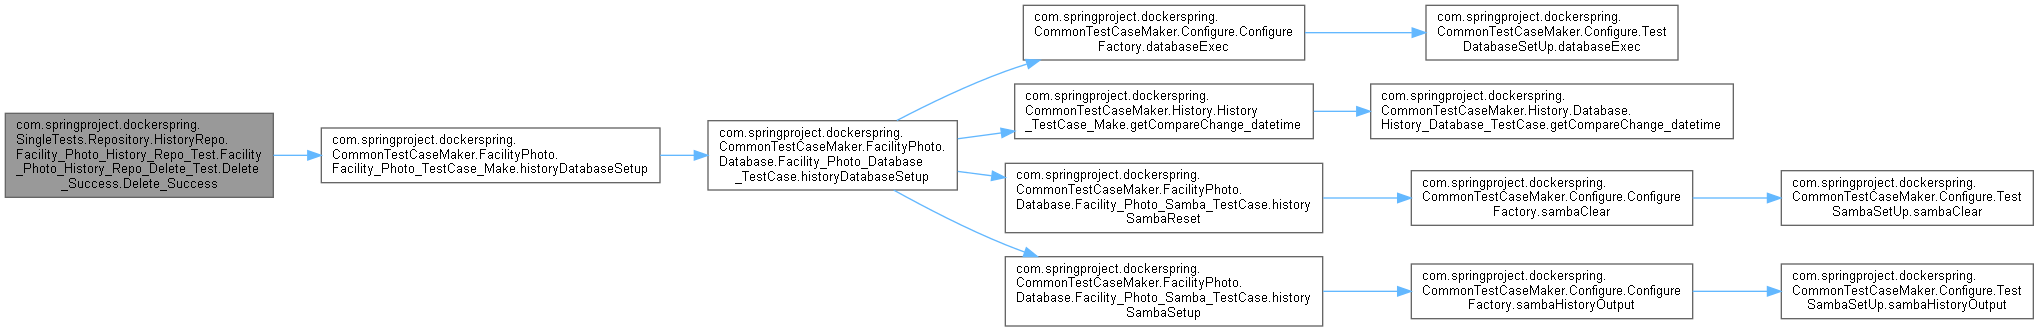 com.springproject.dockerspring.
SingleTests.Repository.HistoryRepo.
Facility_Photo_History_Repo_Test.Facility
_Photo_History_Repo_Delete_Test.Delete
_Success.Delete_Success
com.springproject.dockerspring.
CommonTestCaseMaker.FacilityPhoto.
Facility_Photo_TestCase_Make.historyDatabaseSetup
com.springproject.dockerspring.
CommonTestCaseMaker.FacilityPhoto.
Database.Facility_Photo_Database
_TestCase.historyDatabaseSetup
com.springproject.dockerspring.
CommonTestCaseMaker.Configure.Configure
Factory.databaseExec
com.springproject.dockerspring.
CommonTestCaseMaker.Configure.Test
DatabaseSetUp.databaseExec
com.springproject.dockerspring.
CommonTestCaseMaker.History.History
_TestCase_Make.getCompareChange_datetime
com.springproject.dockerspring.
CommonTestCaseMaker.History.Database.
History_Database_TestCase.getCompareChange_datetime
com.springproject.dockerspring.
CommonTestCaseMaker.FacilityPhoto.
Database.Facility_Photo_Samba_TestCase.history
SambaReset
com.springproject.dockerspring.
CommonTestCaseMaker.Configure.Configure
Factory.sambaClear
com.springproject.dockerspring.
CommonTestCaseMaker.Configure.Test
SambaSetUp.sambaClear
com.springproject.dockerspring.
CommonTestCaseMaker.FacilityPhoto.
Database.Facility_Photo_Samba_TestCase.history
SambaSetup
com.springproject.dockerspring.
CommonTestCaseMaker.Configure.Configure
Factory.sambaHistoryOutput
com.springproject.dockerspring.
CommonTestCaseMaker.Configure.Test
SambaSetUp.sambaHistoryOutput